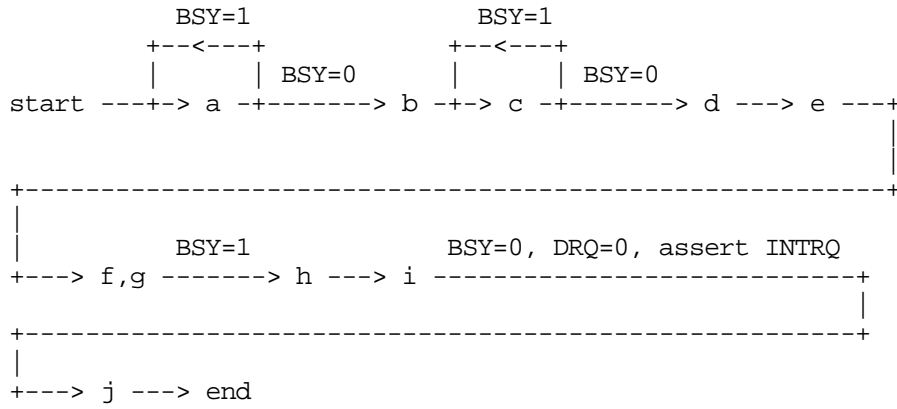 BSY=1               BSY=1
         +--<---+            +--<---+
         |      | BSY=0      |      | BSY=0
start ---+-> a -+-------> b -+-> c -+-------> d ---> e ---+
                                                          |
                                                          |
+---------------------------------------------------------+
|
|          BSY=1             BSY=0, DRQ=0, assert INTRQ
+---> f,g -------> h ---> i ----------------------------+
                                                        |
+-------------------------------------------------------+
|
+---> j ---> end